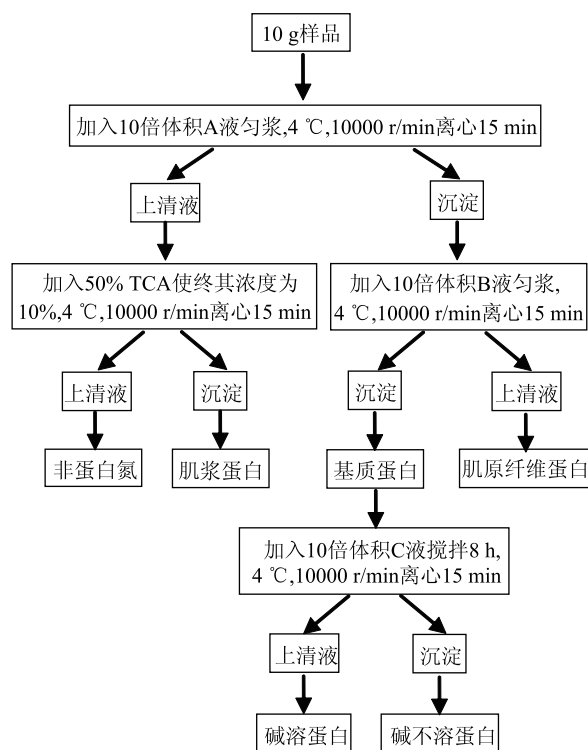 10 g样品
加入10倍体积A液匀浆,4 ℃,10000 r/min离心15 min
上清液
沉淀
加入50% TCA使终其浓度为
10%,4 ℃,10000 r/min离心15 min
加入10倍体积B液匀浆,
4 ℃,10000 r/min离心15 min
上清液
沉淀
沉淀
上清液
非蛋白氮
肌浆蛋白
基质蛋白
肌原纤维蛋白
加入10倍体积C液搅拌8 h,
4 ℃,10000 r/min离心15 min
上清液
沉淀
碱溶蛋白
碱不溶蛋白